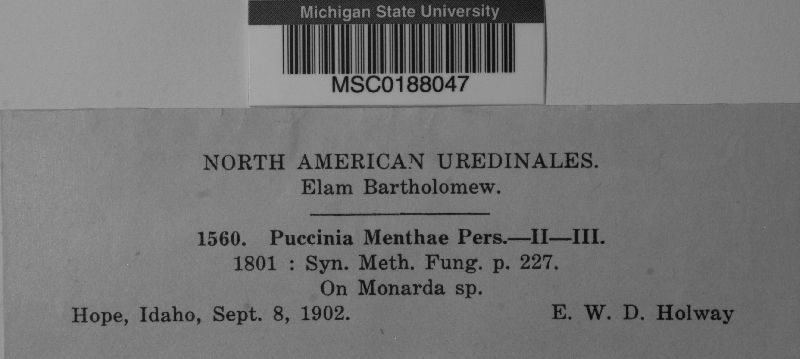 Michigan State University
MSC0188047
NORTH AMERICAN UREDINALES.
Elam Bartholomew.
1560. Puccinia Menthae Pers.—II—III.
1801 : Syn. Meth. Fung. p. 227.
On Monarda sp.
Hope, Idaho, Sept. 8, 1902. E. W. D. Holway